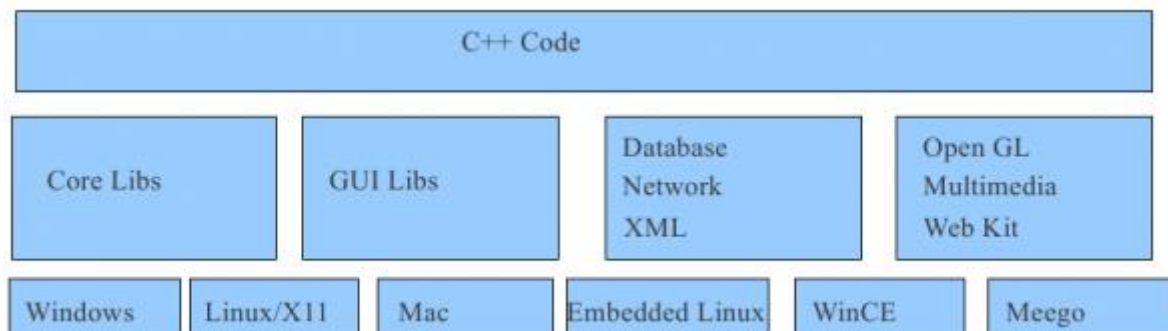 C++ Code
Core Libs
GUI Libs
Database
Network
XML
Open GL
Multimedia
Web Kit
Windows
Linux/X11
Mac
Embedded Linux
WinCE
Meego